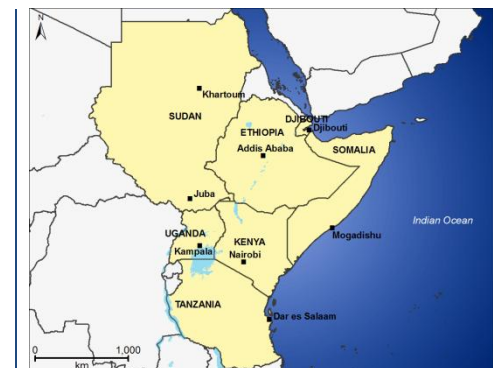 N
Khartoum
SUDAN
DJIBOUTI
Djibouti
ETHIOPIA
Addis Ababa
SOMALIA
Juba
Indian Ocean
Mogadishu
UGANDA
KENYA
Kampala
Nairobi
TANZANIA
Dar es Salaam
0 1,000
km